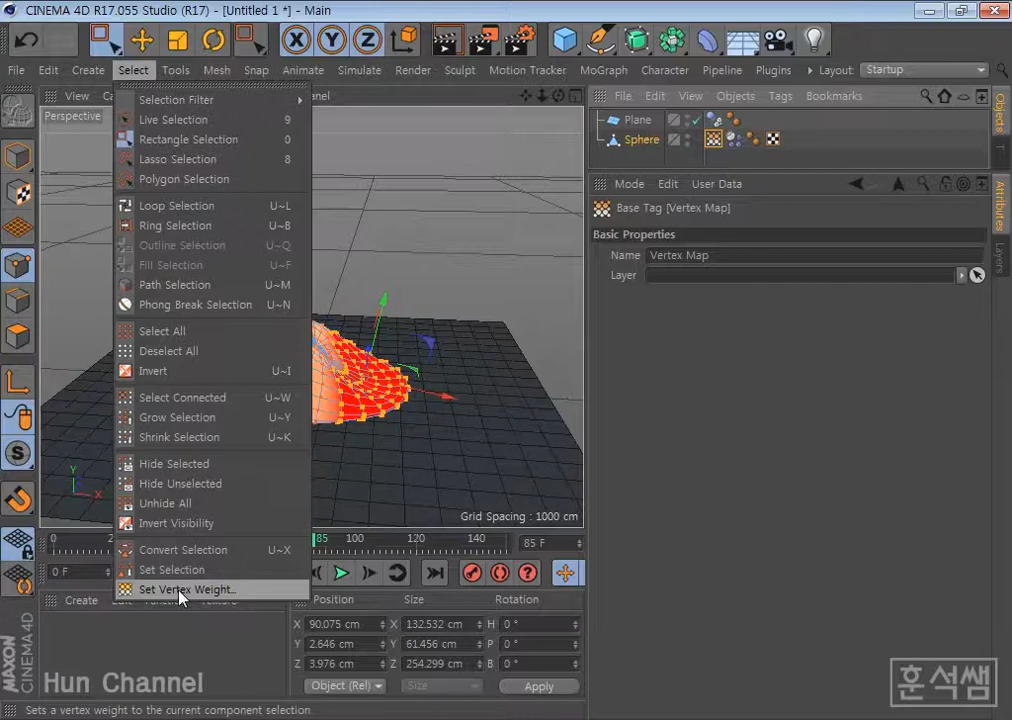 CINEMA 4D R17.055 Studio (R17) - [Untitled 1 *] - Main
File Edit Create Select Tools Mesh Snap Animate Simulate Render Sculpt Motion Tracker MoGraph Character Pipeline Plugins Layout: Startup
View
Perspective
Selection Filter
Live Selection 9
Rectangle Selection 0
Lasso Selection 8
Polygon Selection
Loop Selection U~L
Ring Selection U~B
Outline Selection U~Q
Fill Selection U~F
Path Selection U~M
Phong Break Selection U~N
Select All
Deselect All
Invert U~I
Select Connected U~W
Grow Selection U~Y
Shrink Selection U~K
Hide Selected
Hide Unselected
Unhide All
Invert Visibility
Convert Selection U~X
Set Selection
Set Vertex Weight...
Grid Spacing : 1000 cm
0 85 100 120 140 85 F
0 F
Create
Position Size Rotation
X 90.075 cm X 132.532 cm H 0 °
Y 2.646 cm Y 61.456 cm P 0 °
Z 3.976 cm Z 254.299 cm B 0 °
Object (Rel) Size Apply
File Edit View Objects Tags Bookmarks
Plane
Sphere
Mode Edit User Data
Base Tag [Vertex Map]
Basic Properties
Name Vertex Map
Layer
Objects
Attributes
Layers
MAXON CINEMA 4D
Hun Channel
훈석쌤
Sets a vertex weight to the current component selection.